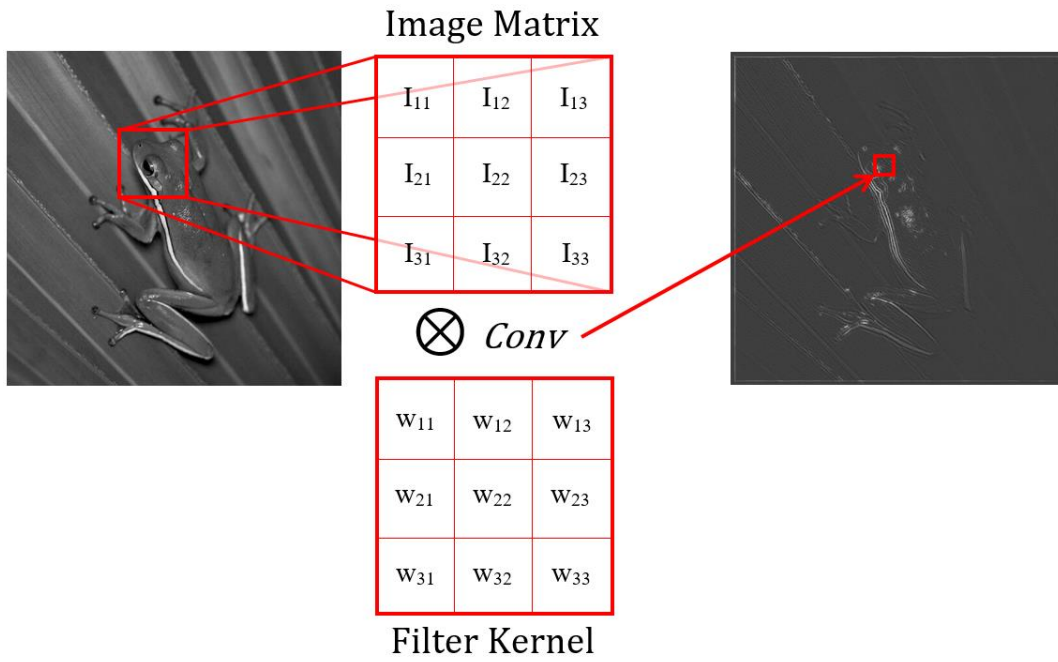 Image Matrix
I₁₁ I₁₂ I₁₃
I₂₁ I₂₂ I₂₃
I₃₁ I₃₂ I₃₃
⊗ Conv
w₁₁ w₁₂ w₁₃
w₂₁ w₂₂ w₂₃
w₃₁ w₃₂ w₃₃
Filter Kernel